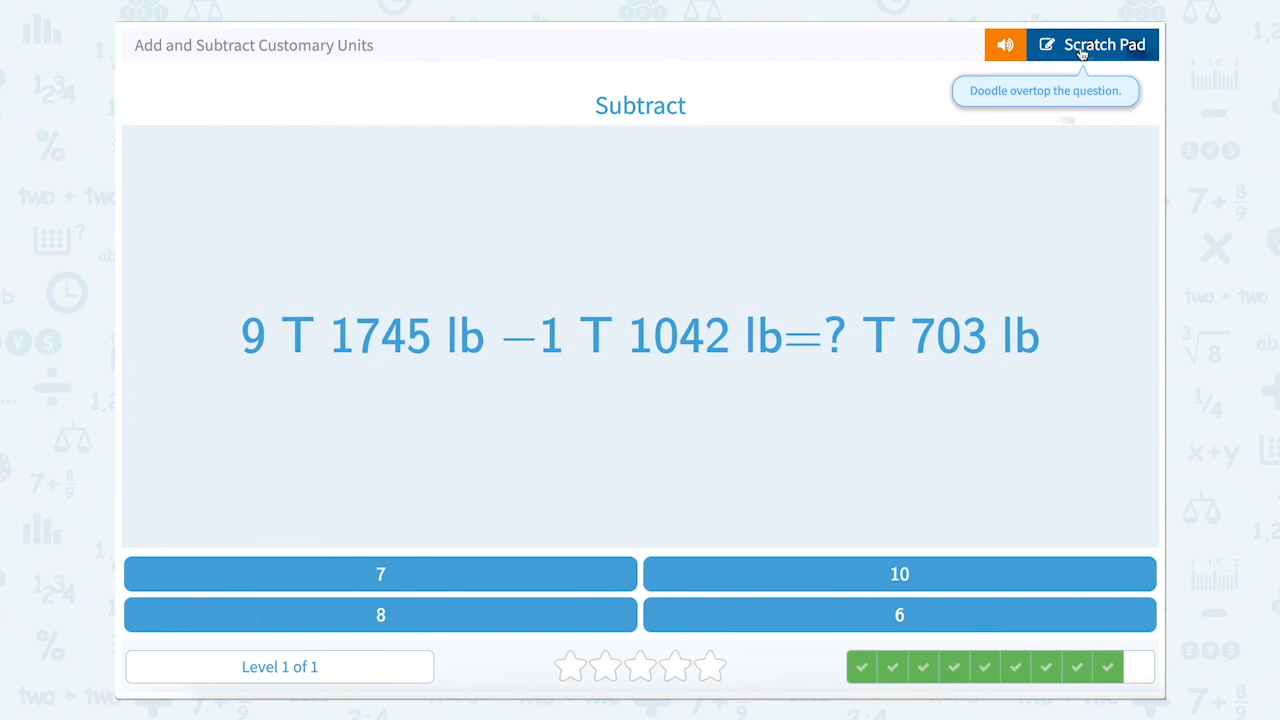 Add and Subtract Customary Units
Scratch Pad
Doodle overtop the question.
Subtract
9 T 1745 lb −1 T 1042 lb=? T 703 lb
7
10
8
6
Level 1 of 1